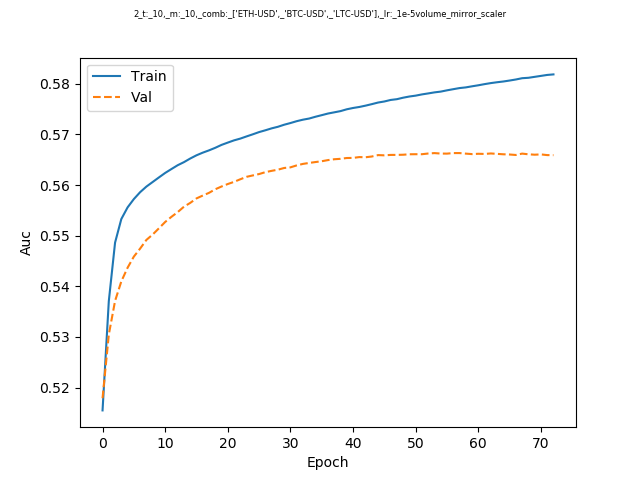 2_t:_10,_m:_10,_comb:_['ETH-USD',_'BTC-USD',_'LTC-USD'],_lr:_1e-5volume_mirror_scaler
Train
Val
0.58
0.57
0.56
0.55
0.54
0.53
0.52
Auc
0 10 20 30 40 50 60 70
Epoch